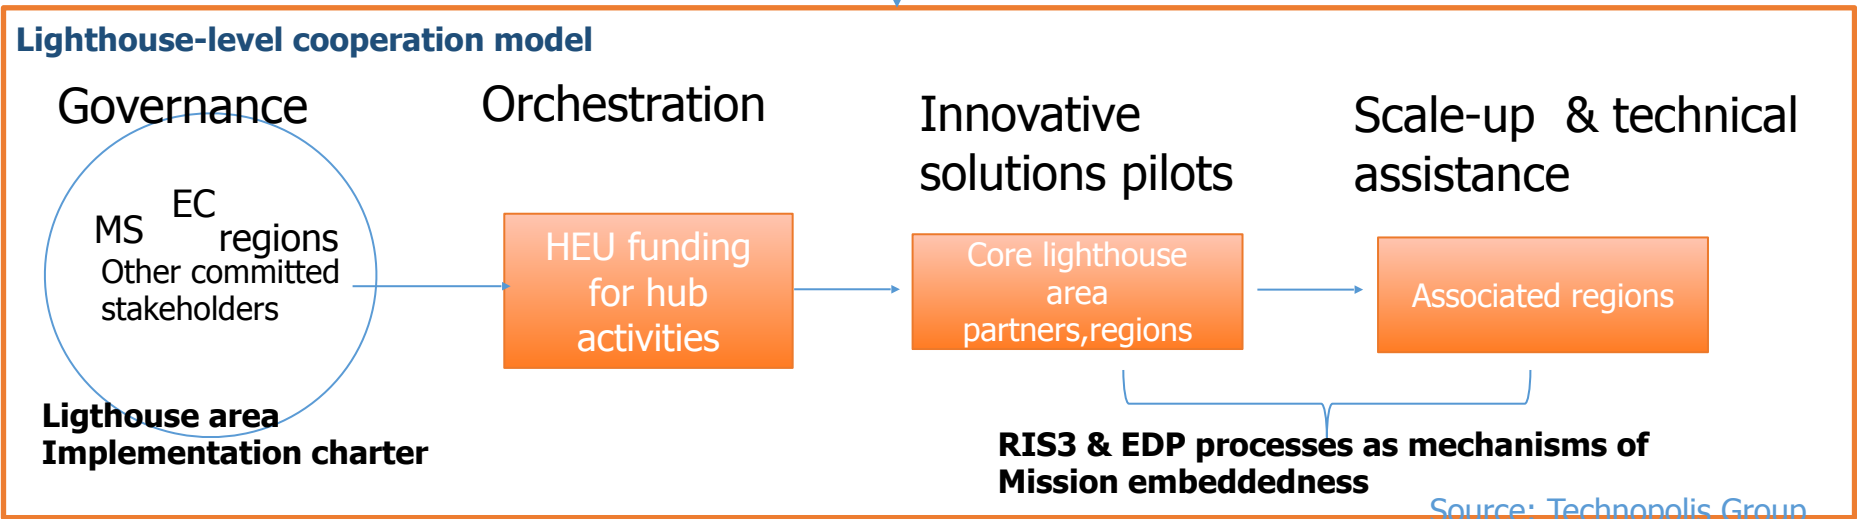 Lighthouse-level cooperation model
Governance
MS
EC
regions
Other committed
stakeholders
Ligthouse area
Implementation charter
Orchestration
HEU funding
for hub
activities
Innovative
solutions pilots
Core lighthouse
area
partners,regions
Scale-up & technical
assistance
Associated regions
RIS3 & EDP processes as mechanisms of
Mission embeddedness
Source: Technopolis Group